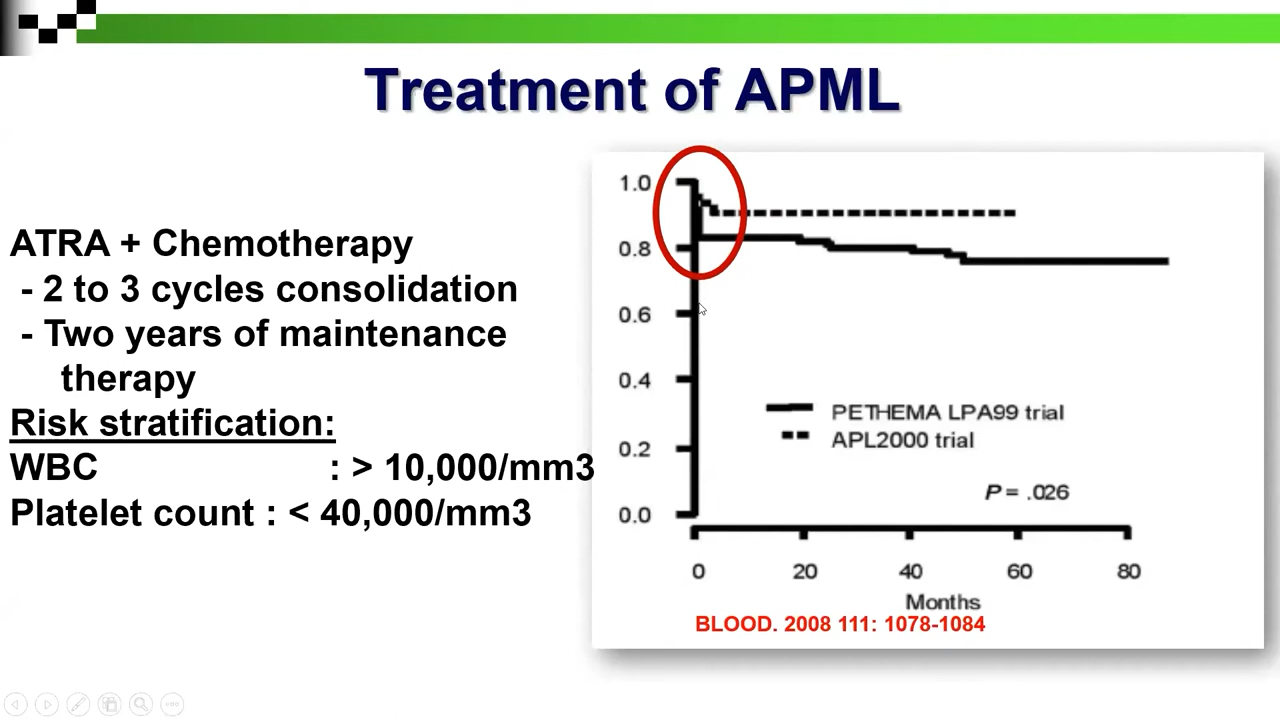 Treatment of APML
ATRA + Chemotherapy
- 2 to 3 cycles consolidation
- Two years of maintenance
therapy
Risk stratification:
WBC : > 10,000/mm3
Platelet count : < 40,000/mm3
1.0
0.8
0.6
0.4
0.2
0.0
PETHEMA LPA99 trial
APL2000 trial
P = .026
0 20 40 60 80
Months
BLOOD. 2008 111: 1078-1084